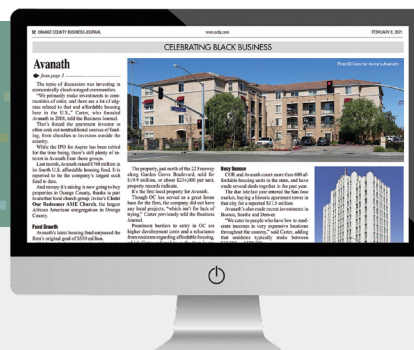 32 ORANGE COUNTY BUSINESS JOURNAL
www.ocbj.com
FEBRUARY 8, 2021
CELEBRATING BLACK BUSINESS
Avanath
from page 1
The topic of discussion was investing in
economically disadvantaged communities.
"We primarily make investments in com-
munities of color, and there are a lot of stig-
mas related to that and affordable housing
here in the U.S.," Carter, who founded
Avanath in 2008, told the Business Journal.
That's forced the apartment investor to
often seek out nontraditional sources of fund-
ing, from churches to investors outside the
country.
While the IPO for Aspire has been tabled
for the time being, there's still plenty of in-
terest in Avanath from those groups.
Last month, Avanath raised $760 million in
its fourth U.S. affordable housing fund. It is
reported to be the company's largest such
fund to date.
And money it's raising is now going to buy
properties in Orange County, thanks in part
to another local church group, Irvine's Christ
Our Redeemer AME Church, the largest
African American congregation in Orange
County.
Fund Growth
Avanath's latest housing fund surpassed the
firm's original goal of $550 million.
First OC buy for Irvine's Avanath
The property, just north of the 22 Freeway
along Garden Grove Boulevard, sold for
$19.9 million, or about $234,000 per unit,
property records indicate.
It's the first local property for Avanath.
Though OC has served as a great home
base for the firm, the company did not have
any local projects, "which isn't for lack of
trying," Carter previously told the Business
Journal.
Prominent barriers to entry in OC are
higher development costs and a reluctance
from residents regarding affordable housing,
Busy Season
COR and Avanath count more than 600 af-
fordable housing units in the state, and have
made several deals together in the past year.
The duo late last year entered the San Jose
market, buying a historic apartment tower in
that city for a reported $17.5 million.
Avanath's also made recent investments in
Boston, Seattle and Denver.
"We cater to people who have low to mod-
erate incomes in very expensive locations
throughout the country," said Carter, adding
that residents typically make between